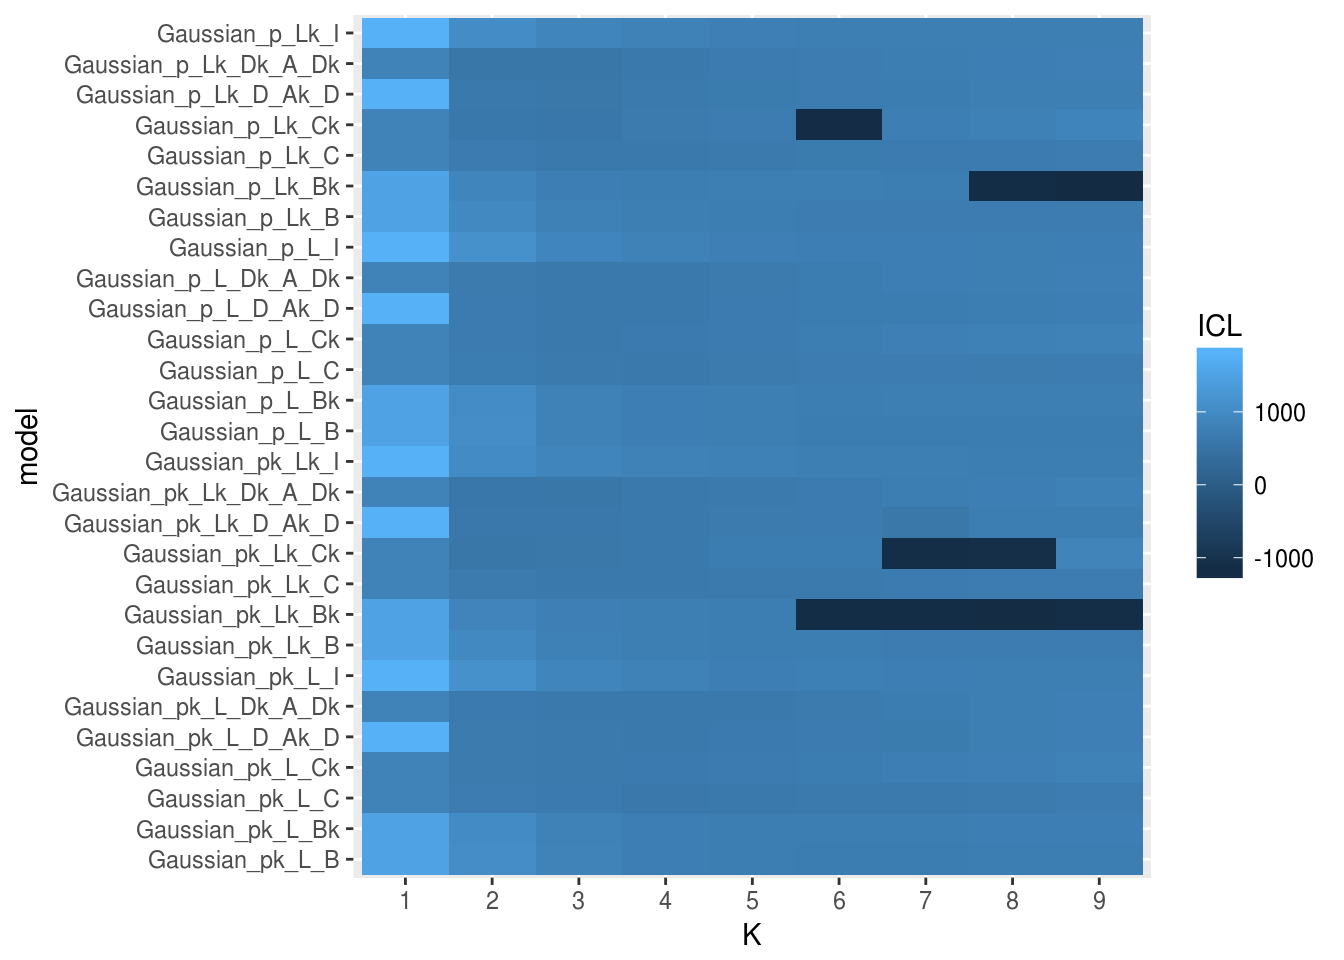 Gaussian_p_Lk_I
Gaussian_p_Lk_Dk_A_Dk
Gaussian_p_Lk_D_Ak_D
Gaussian_p_Lk_Ck
Gaussian_p_Lk_C
Gaussian_p_Lk_Bk
Gaussian_p_Lk_B
Gaussian_p_L_I
Gaussian_p_L_Dk_A_Dk
Gaussian_p_L_D_Ak_D
Gaussian_p_L_Ck
Gaussian_p_L_C
Gaussian_p_L_Bk
Gaussian_p_L_B
Gaussian_pk_Lk_I
Gaussian_pk_Lk_Dk_A_Dk
Gaussian_pk_Lk_D_Ak_D
Gaussian_pk_Lk_Ck
Gaussian_pk_Lk_C
Gaussian_pk_Lk_Bk
Gaussian_pk_Lk_B
Gaussian_pk_L_I
Gaussian_pk_L_Dk_A_Dk
Gaussian_pk_L_D_Ak_D
Gaussian_pk_L_Ck
Gaussian_pk_L_C
Gaussian_pk_L_Bk
Gaussian_pk_L_B
model
1 2 3 4 5 6 7 8 9
K
ICL
1000
0
-1000